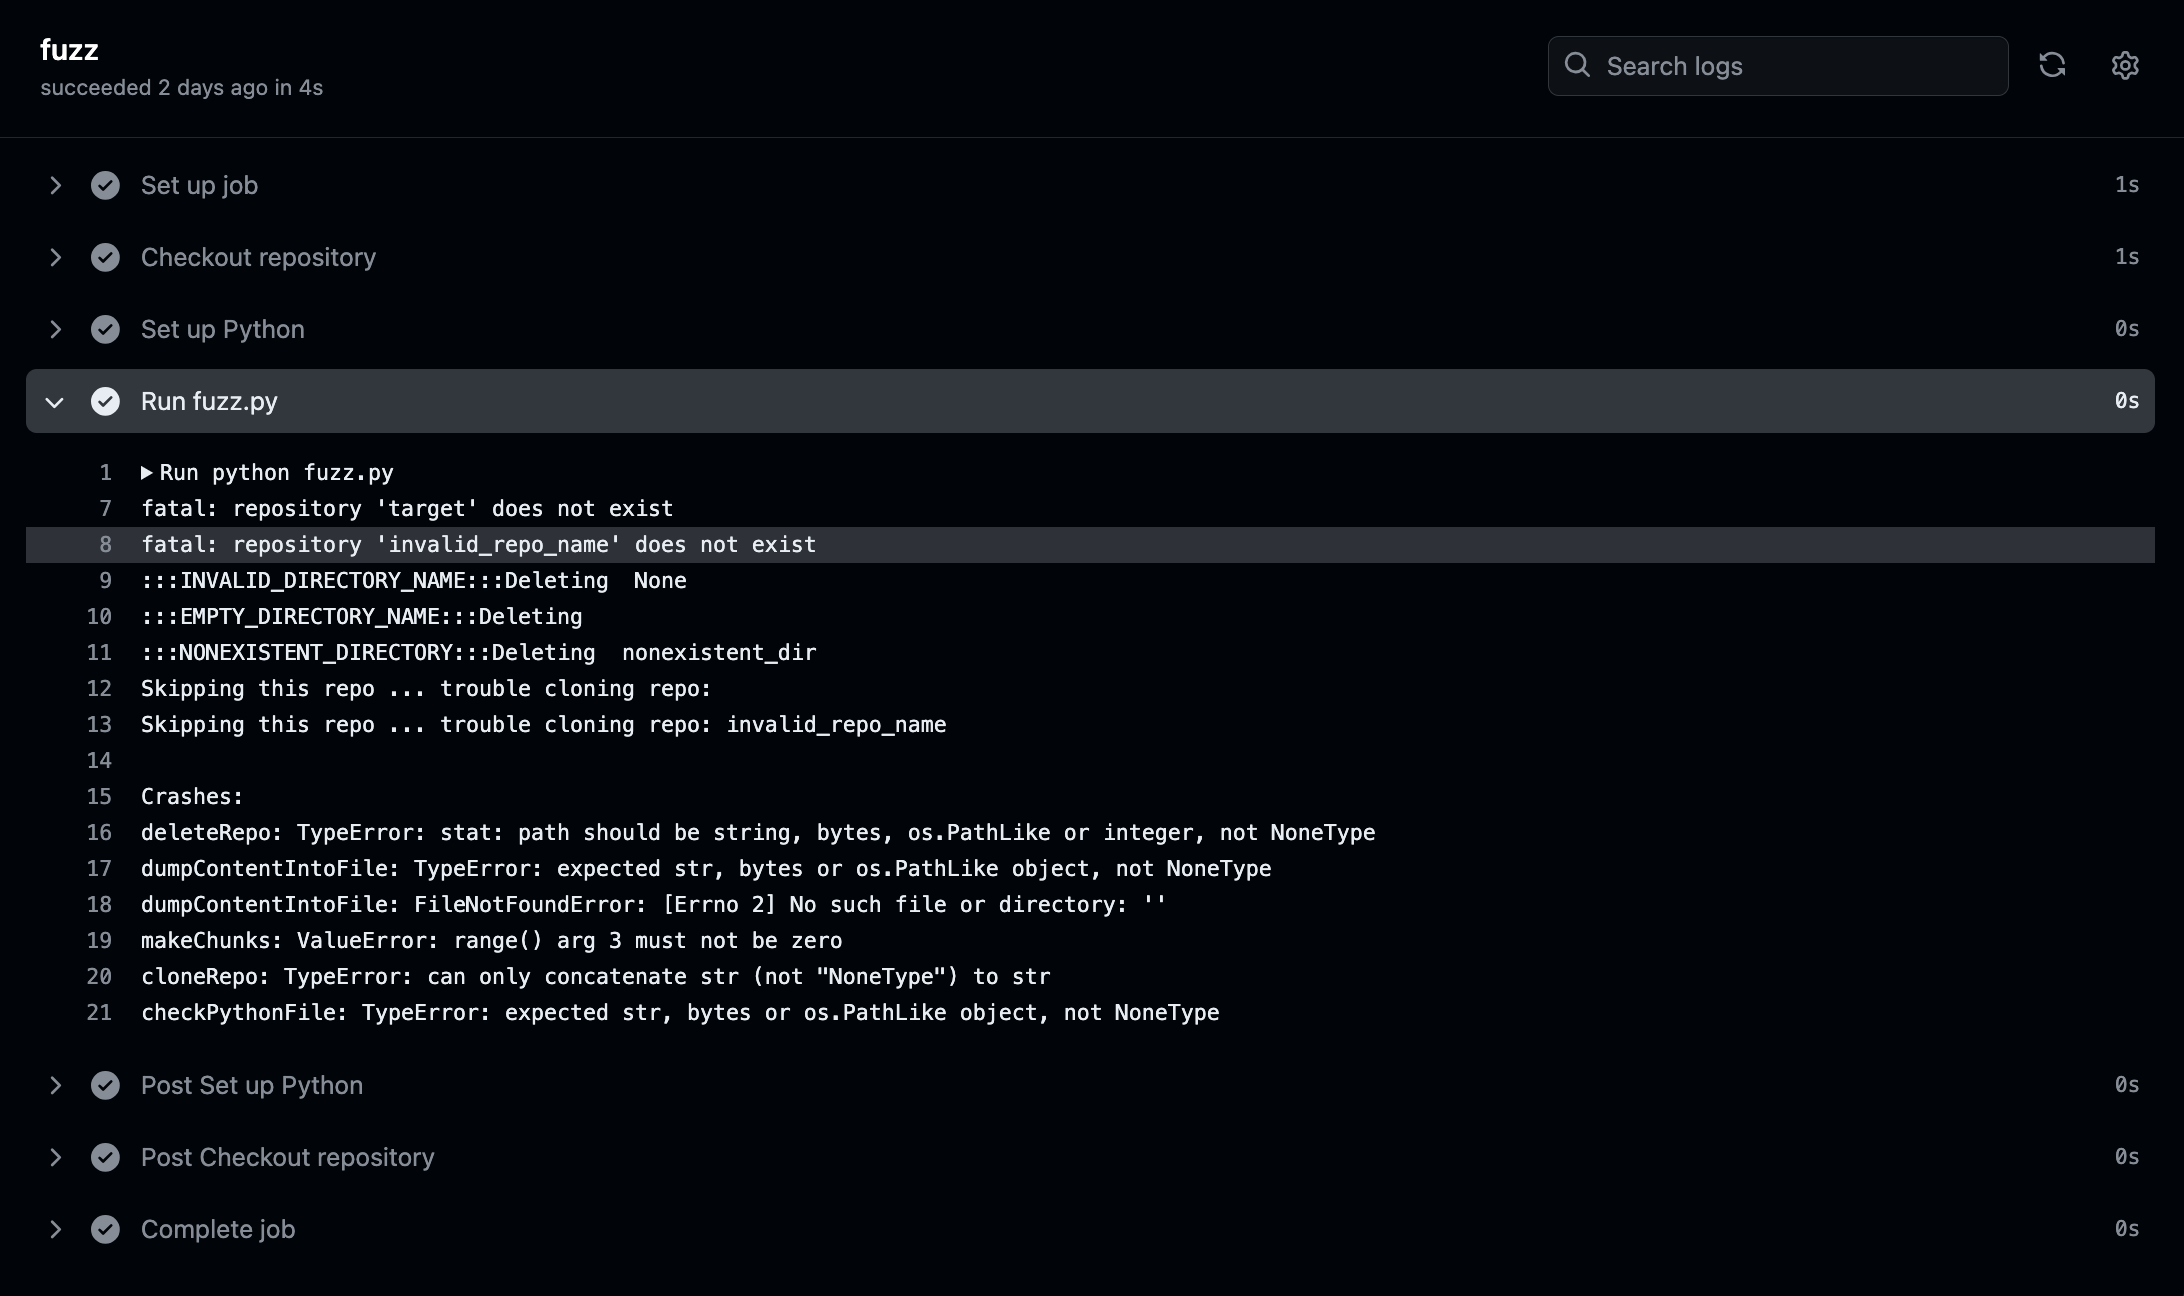 fuzz
succeeded 2 days ago in 4s
Search logs
Set up job 1s
Checkout repository 1s
Set up Python 0s
Run fuzz.py 0s
1 Run python fuzz.py
7 fatal: repository 'target' does not exist
8 fatal: repository 'invalid_repo_name' does not exist
9 :::INVALID_DIRECTORY_NAME:::Deleting  None
10 :::EMPTY_DIRECTORY_NAME:::Deleting
11 :::NONEXISTENT_DIRECTORY:::Deleting  nonexistent_dir
12 Skipping this repo ... trouble cloning repo:
13 Skipping this repo ... trouble cloning repo: invalid_repo_name
14
15 Crashes:
16 deleteRepo: TypeError: stat: path should be string, bytes, os.PathLike or integer, not NoneType
17 dumpContentIntoFile: TypeError: expected str, bytes or os.PathLike object, not NoneType
18 dumpContentIntoFile: FileNotFoundError: [Errno 2] No such file or directory: ''
19 makeChunks: ValueError: range() arg 3 must not be zero
20 cloneRepo: TypeError: can only concatenate str (not "NoneType") to str
21 checkPythonFile: TypeError: expected str, bytes or os.PathLike object, not NoneType
Post Set up Python 0s
Post Checkout repository 0s
Complete job 0s